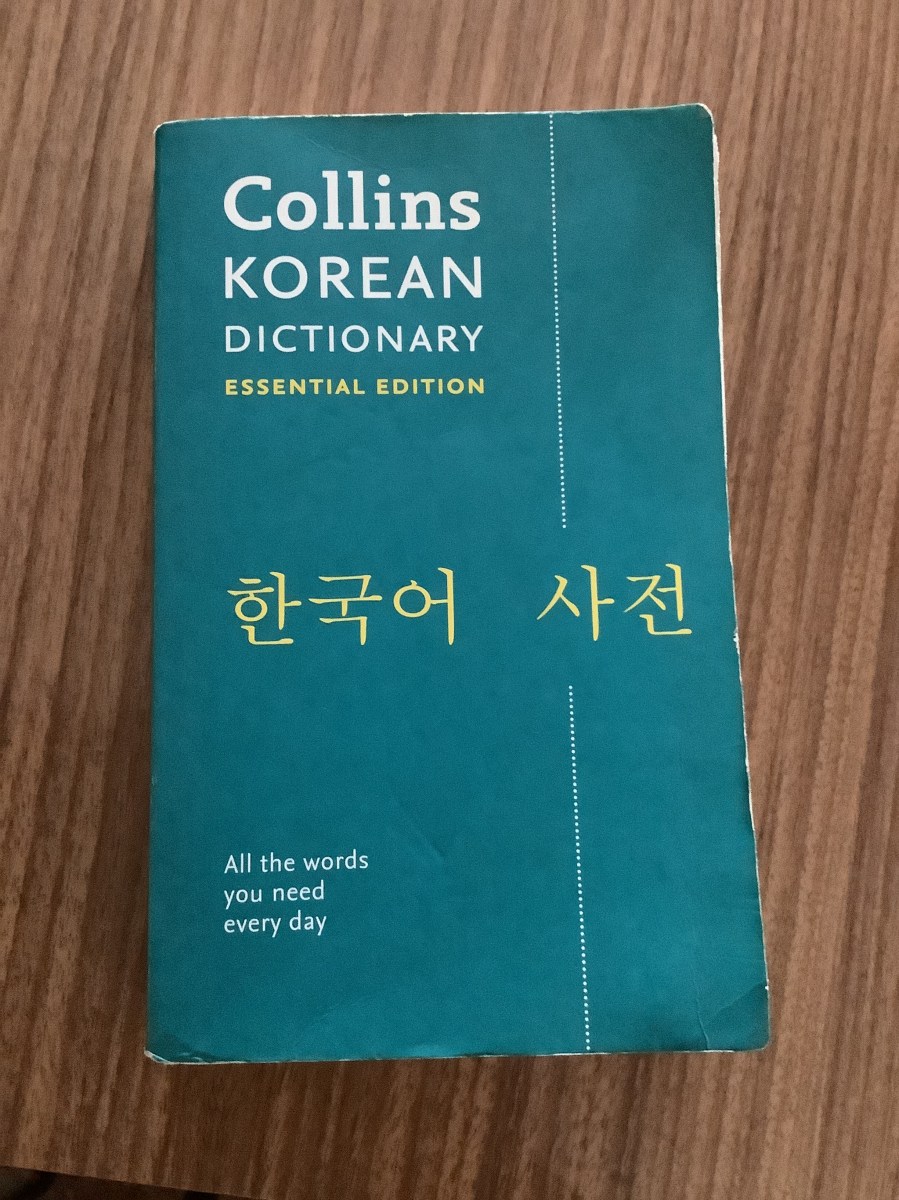 Collins
KOREAN
DICTIONARY
ESSENTIAL EDITION
한국어 사전
All the words
you need
every day